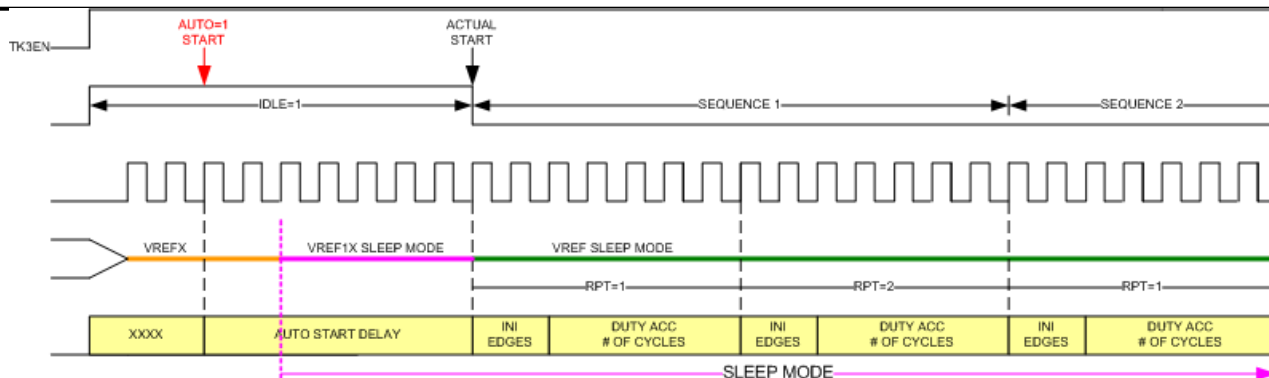 AUTO=1
START
ACTUAL
START
TK3EN
IDLE=1
SEQUENCE 1
SEQUENCE 2
VREFX
VREF1X SLEEP MODE
VREF SLEEP MODE
RPT=1
RPT=2
RPT=1
XXXX
AUTO START DELAY
INI
EDGES
DUTY ACC
# OF CYCLES
INI
EDGES
DUTY ACC
# OF CYCLES
INI
EDGES
DUTY ACC
# OF CYCLES
SLEEP MODE